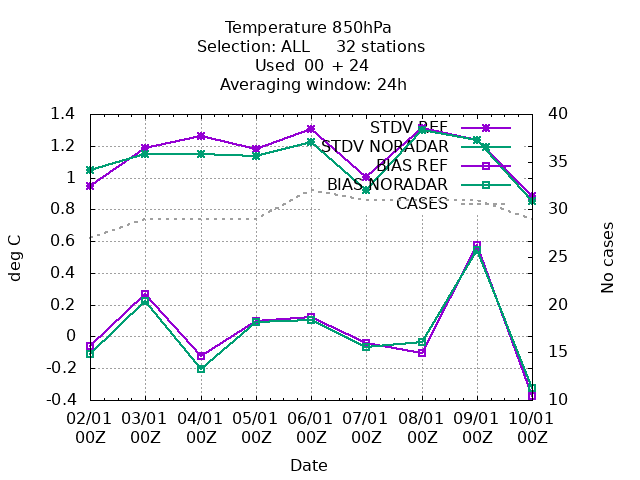 Temperature 850hPa
Selection: ALL 32 stations
Used 00 + 24
Averaging window: 24h
1.4
1.2
1
0.8
0.6
0.4
0.2
0
-0.2
-0.4
deg C
40
35
30
25
20
15
10
No cases
STDV REF
STDV NORADAR
BIAS REF
BIAS NORADAR
CASES
02/01 03/01 04/01 05/01 06/01 07/01 08/01 09/01 10/01
00Z 00Z 00Z 00Z 00Z 00Z 00Z 00Z 00Z
Date